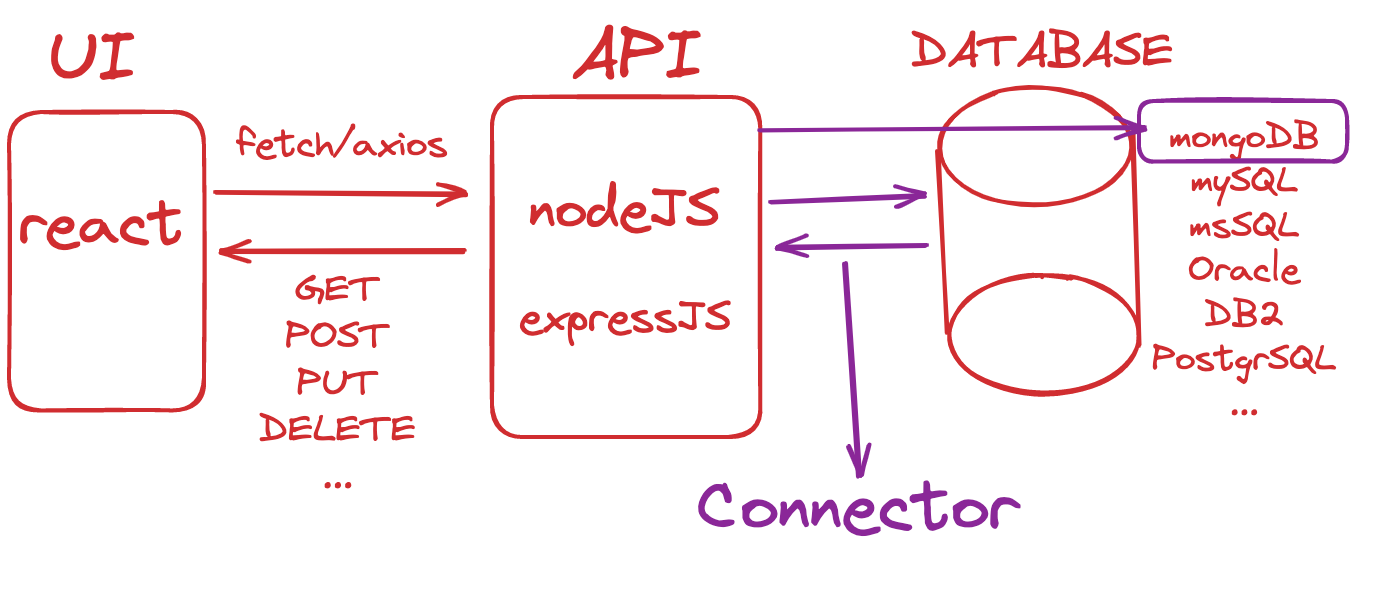 UI
API
DATABASE
react
fetch/axios
GET
POST
PUT
DELETE
...
nodeJS
expressJS
mongoDB
mySQL
msSQL
Oracle
DB2
PostgrSQL
...
Connector